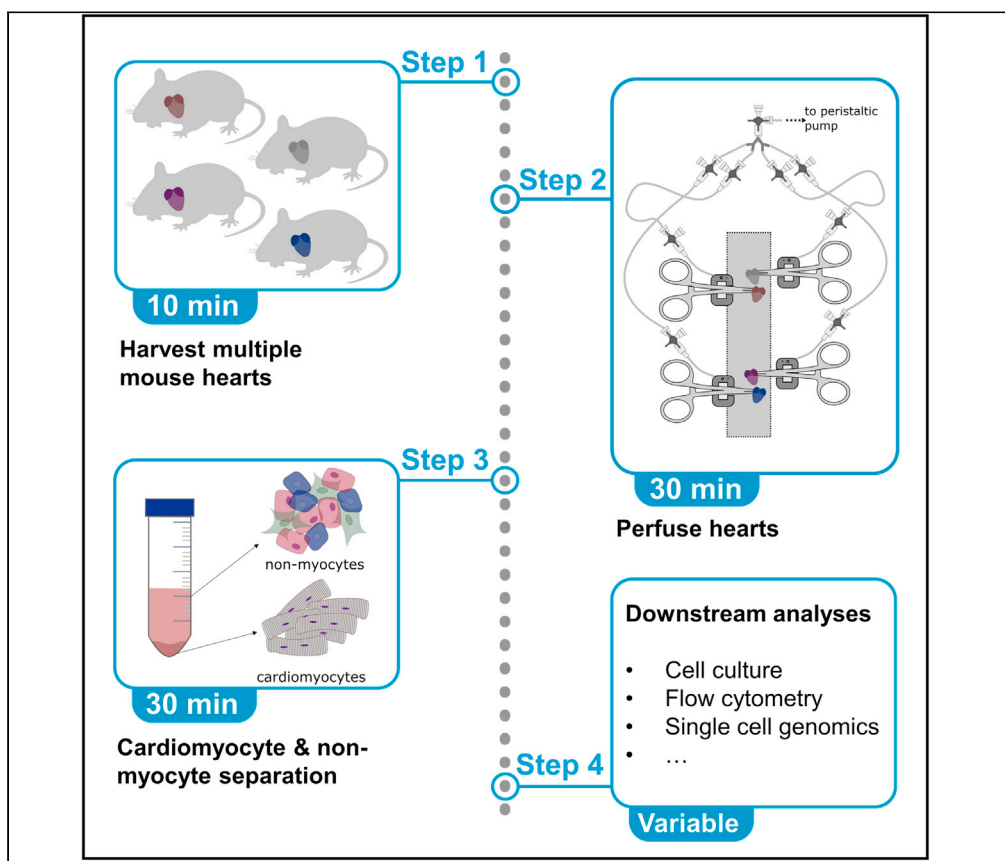 Step 1
10 min
Harvest multiple
mouse hearts
Step 2
to peristaltic
pump
30 min
Perfuse hearts
Step 3
non-myocytes
cardiomyocytes
30 min
Cardiomyocyte & non-
myocyte separation
Step 4
Downstream analyses
• Cell culture
• Flow cytometry
• Single cell genomics
• …
Variable